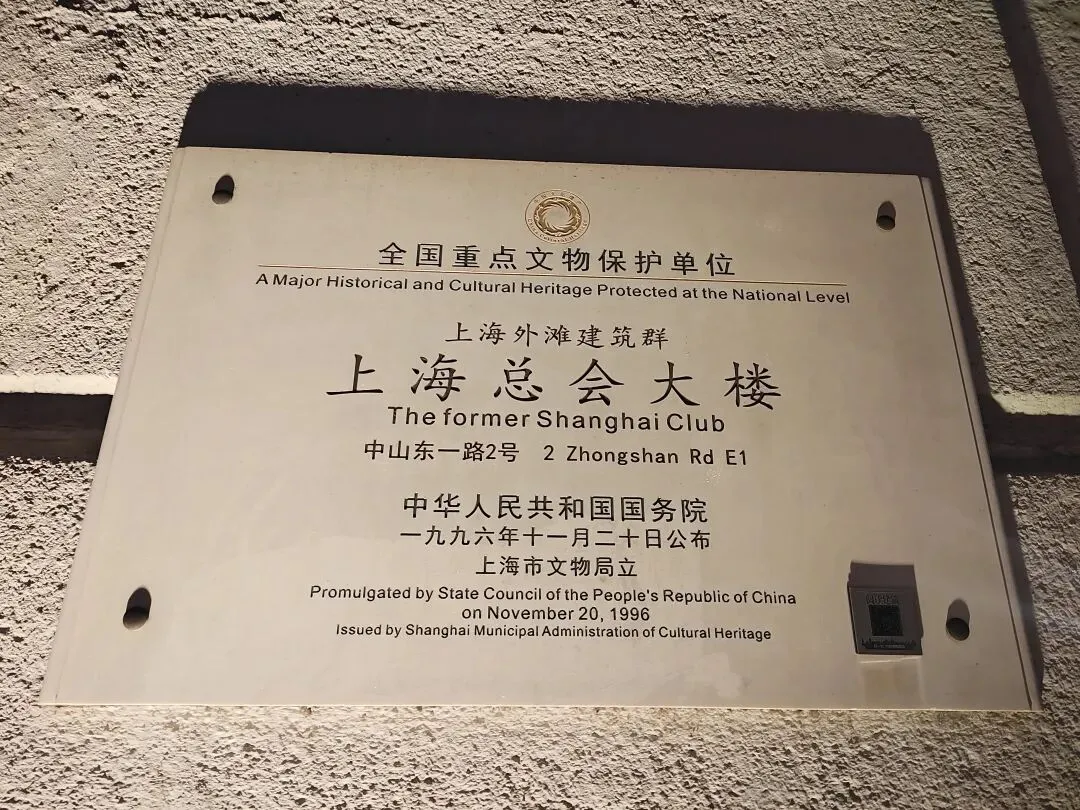 全国重点文物保护单位
A Major Historical and Cultural Heritage Protected at the National Level
上海外滩建筑群
上海总会大楼
The former Shanghai Club
中山东一路2号 2 Zhongshan Rd E1
中华人民共和国国务院
一九九六年十一月二十日公布
上海市文物局立
Promulgated by State Council of the People's Republic of China
on November 20, 1996
Issued by Shanghai Municipal Administration of Cultural Heritage